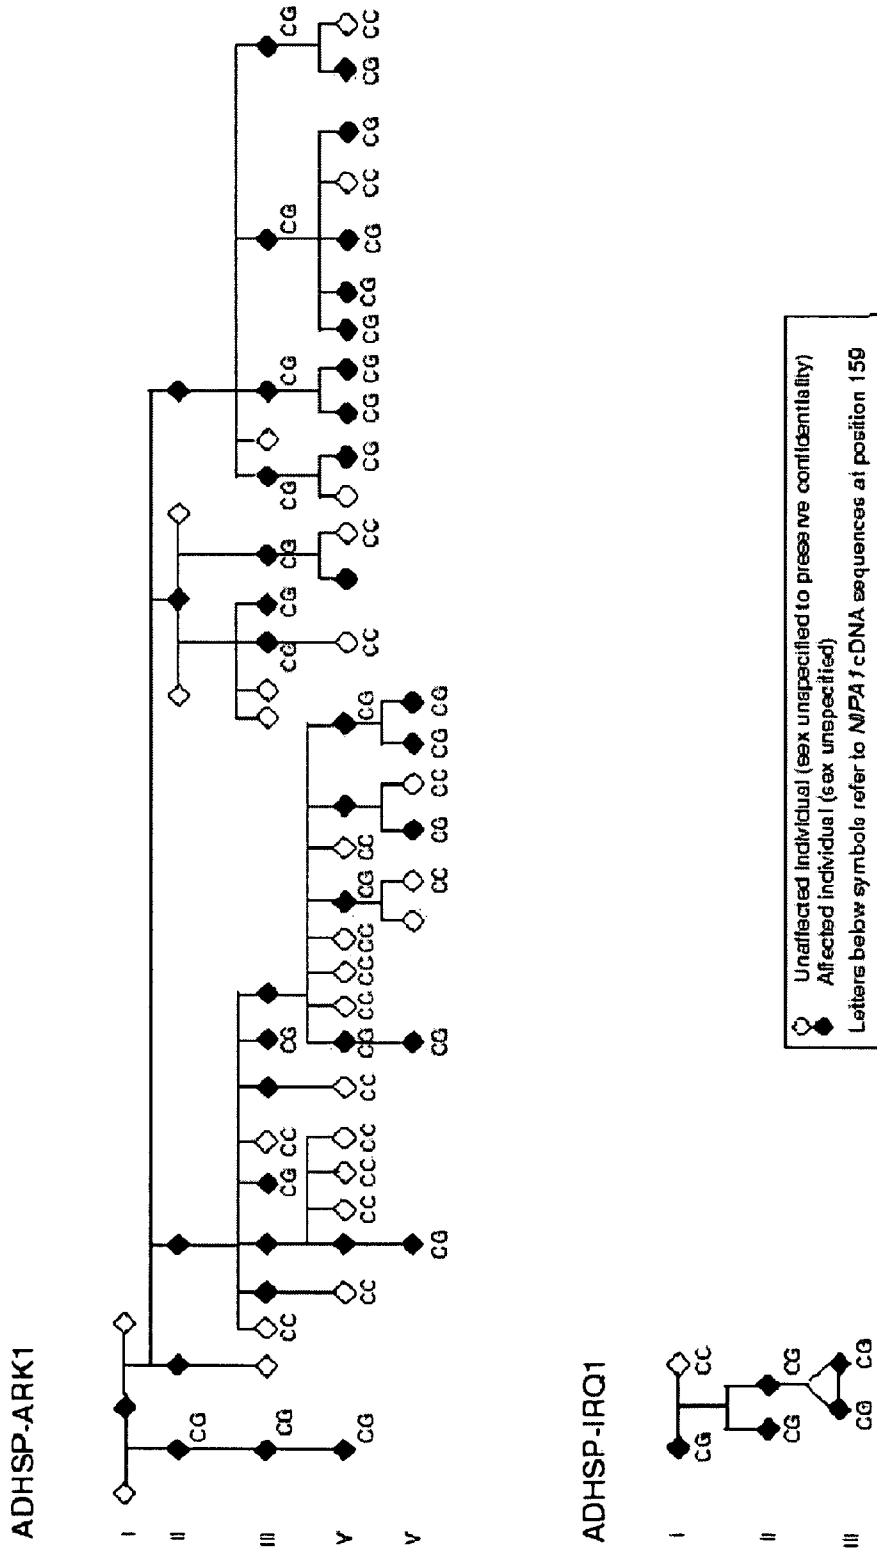 ADHSP-ARK1
I
II CG
III CG CC CG CC CG CG CG CG CG CG CG CG
V CG CC CC CC CC CC CG CC CC CC CG CC CG CC CC CG CG CG CG CG CG CC CG CG CC
V CG CG CC CG CC CG CG
ADHSP-IRQ1
I CG CC
II CG CG
III CG CG
Unaffected individual (sex unspecified to preserve confidentiality)
Affected individual (sex unspecified)
Letters below symbols refer to NIPA1 cDNA sequences at position 159